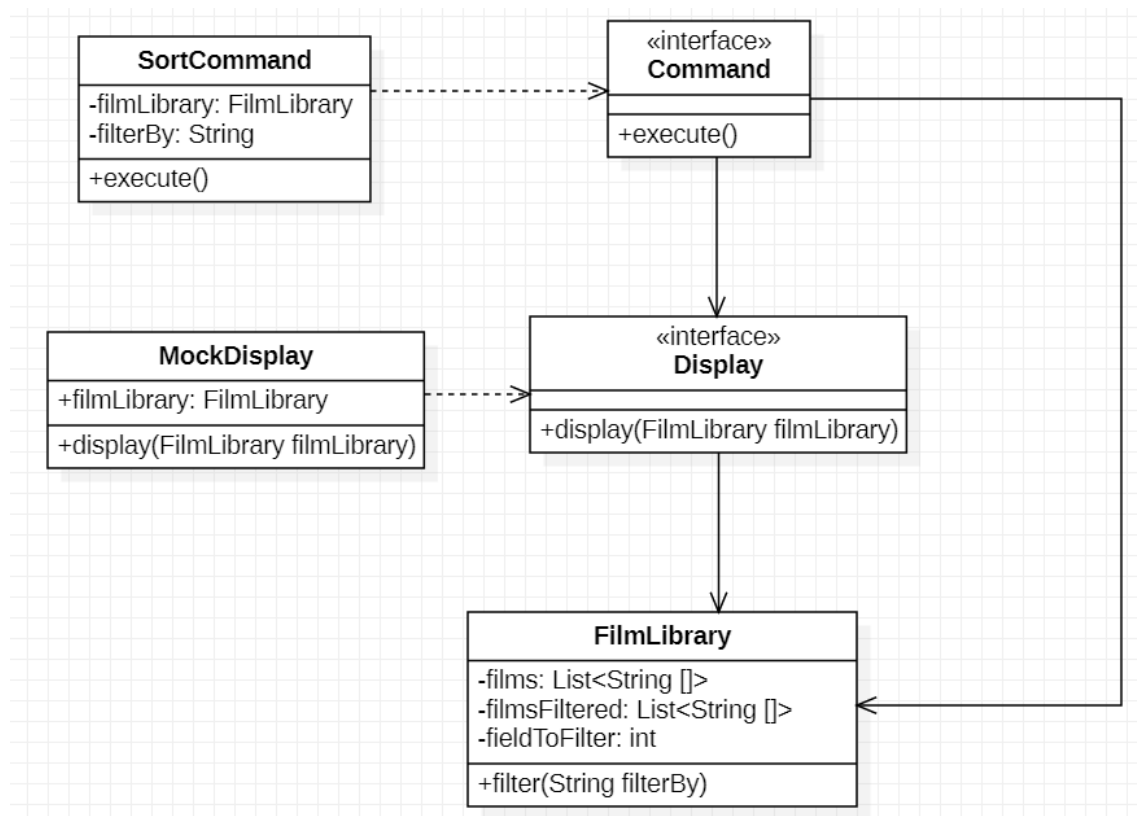 SortCommand
-filmLibrary: FilmLibrary
-filterBy: String
+execute()
«interface»
Command
+execute()
MockDisplay
+filmLibrary: FilmLibrary
+display(FilmLibrary filmLibrary)
«interface»
Display
+display(FilmLibrary filmLibrary)
FilmLibrary
-films: List<String []>
-filmsFiltered: List<String []>
-fieldToFilter: int
+filter(String filterBy)